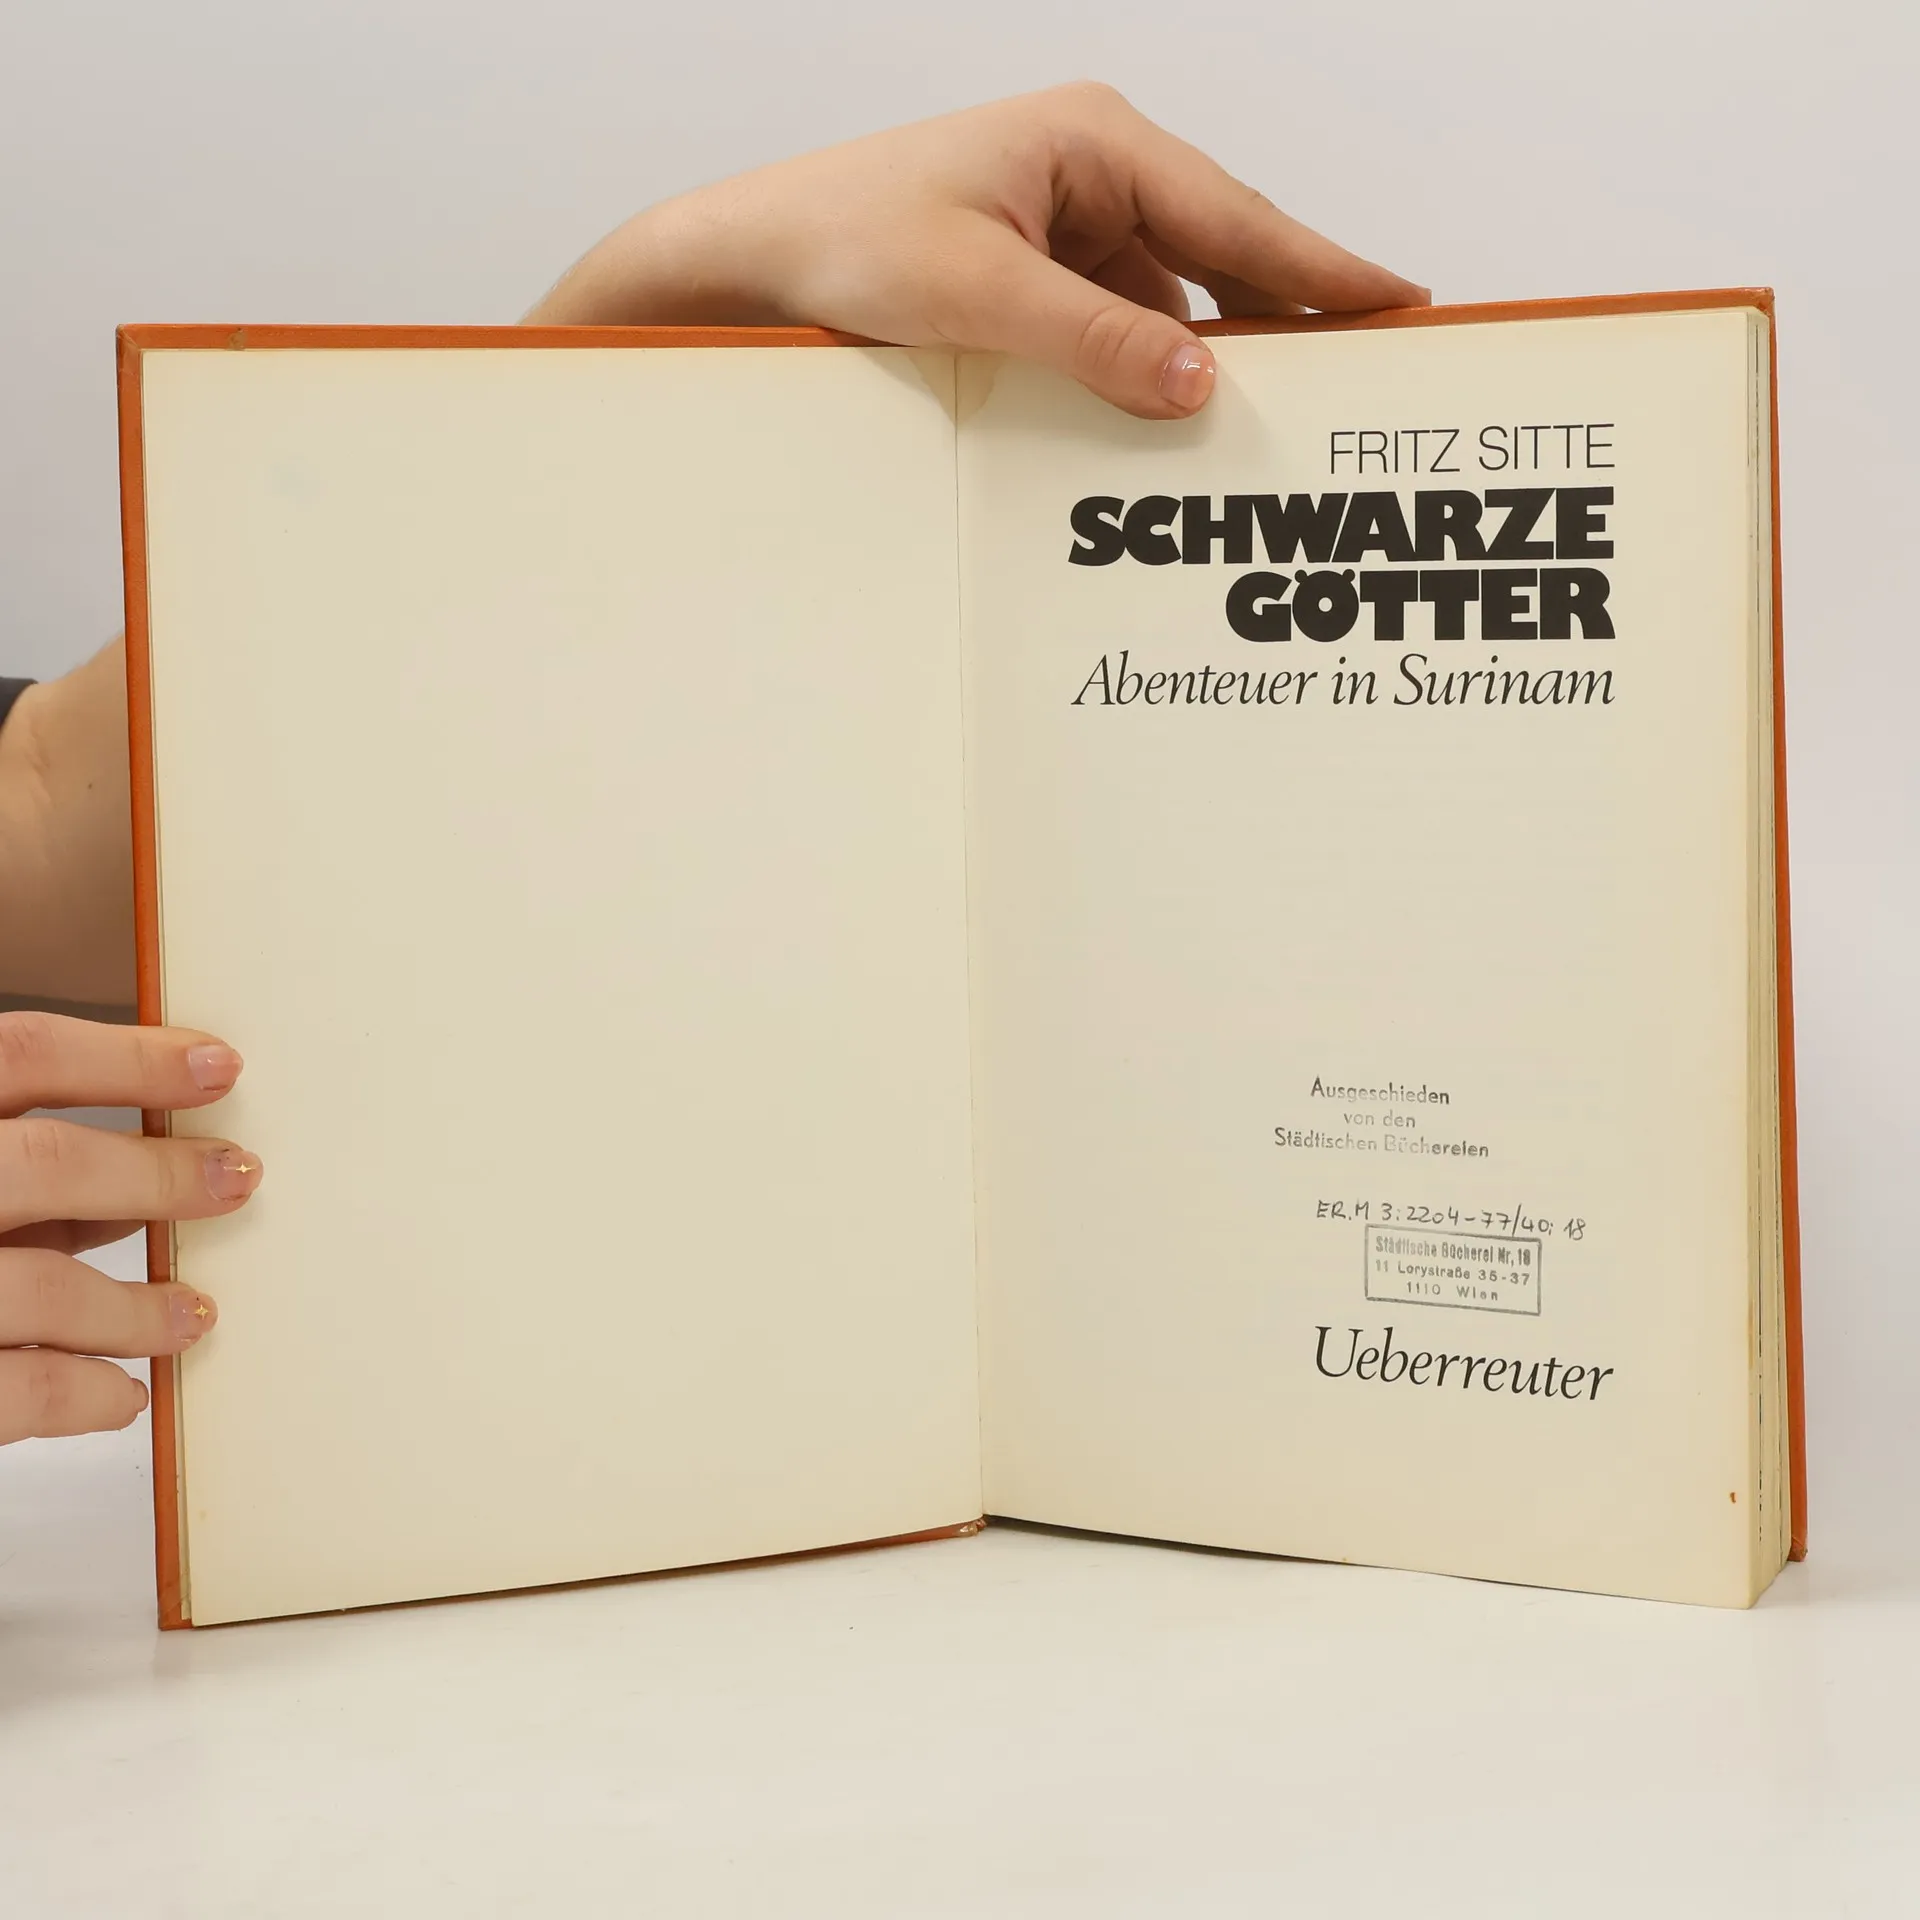 FRITZ SITTE
SCHWARZE
GÖTTER
Abenteuer in Surinam
Ausgeschieden
von den
Städtischen Büchereien
ER.M 3:2204-77/40; 18
Städtische Bücherei Nr. 18
11 Lorystraße 35-37
1110 Wien
Ueberreuter